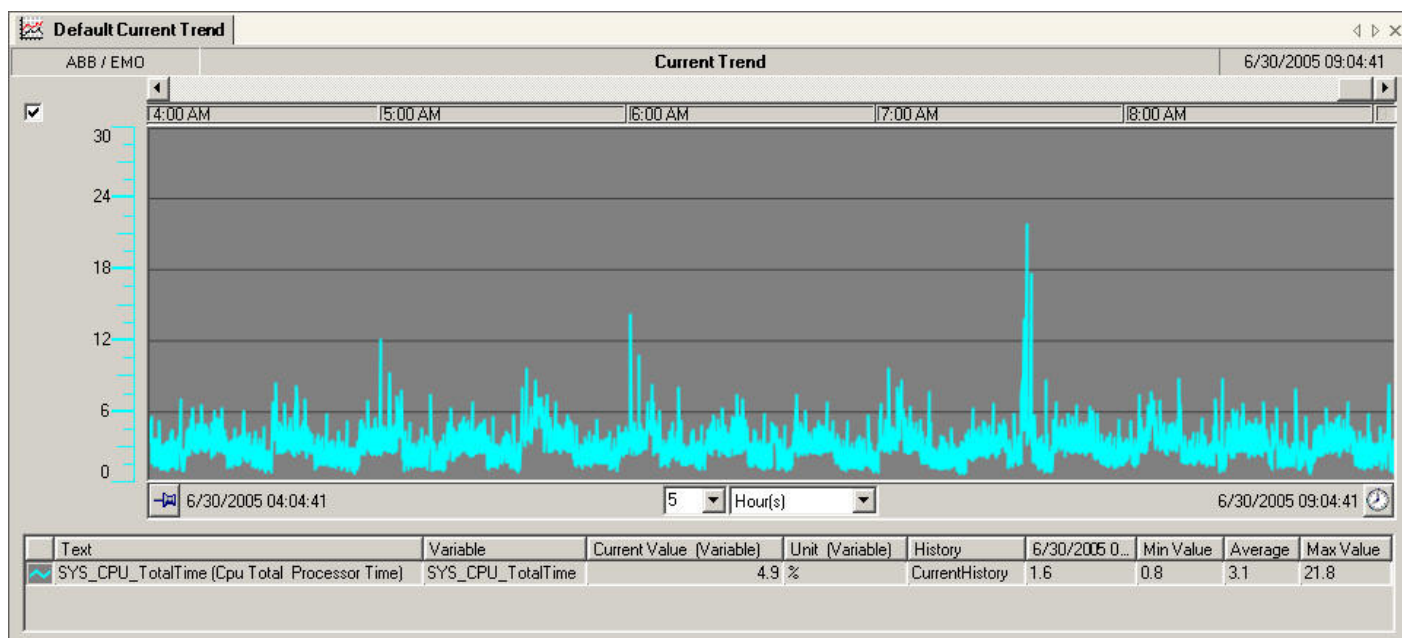 Default Current Trend
ABB / EMO Current Trend 6/30/2005 09:04:41
4:00 AM 5:00 AM 6:00 AM 7:00 AM 8:00 AM
30
24
18
12
6
0
6/30/2005 04:04:41 5 Hour(s) 6/30/2005 09:04:41
Text Variable Current Value (Variable) Unit (Variable) History 6/30/2005 0... Min Value Average Max Value
SYS_CPU_TotalTime (Cpu Total Processor Time) SYS_CPU_TotalTime 4.9 % CurrentHistory 1.6 0.8 3.1 21.8